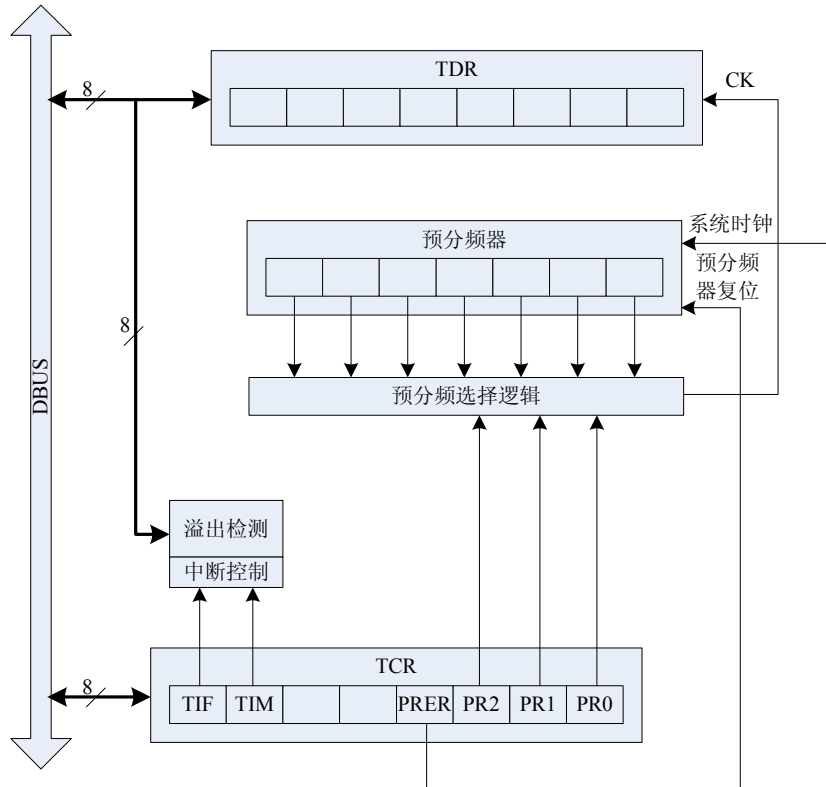 TDR
CK
8
系统时钟
预分频器
预分频
器复位
8
DBUS
预分频选择逻辑
溢出检测
中断控制
TCR
8
TIF TIM PRER PR2 PR1 PR0